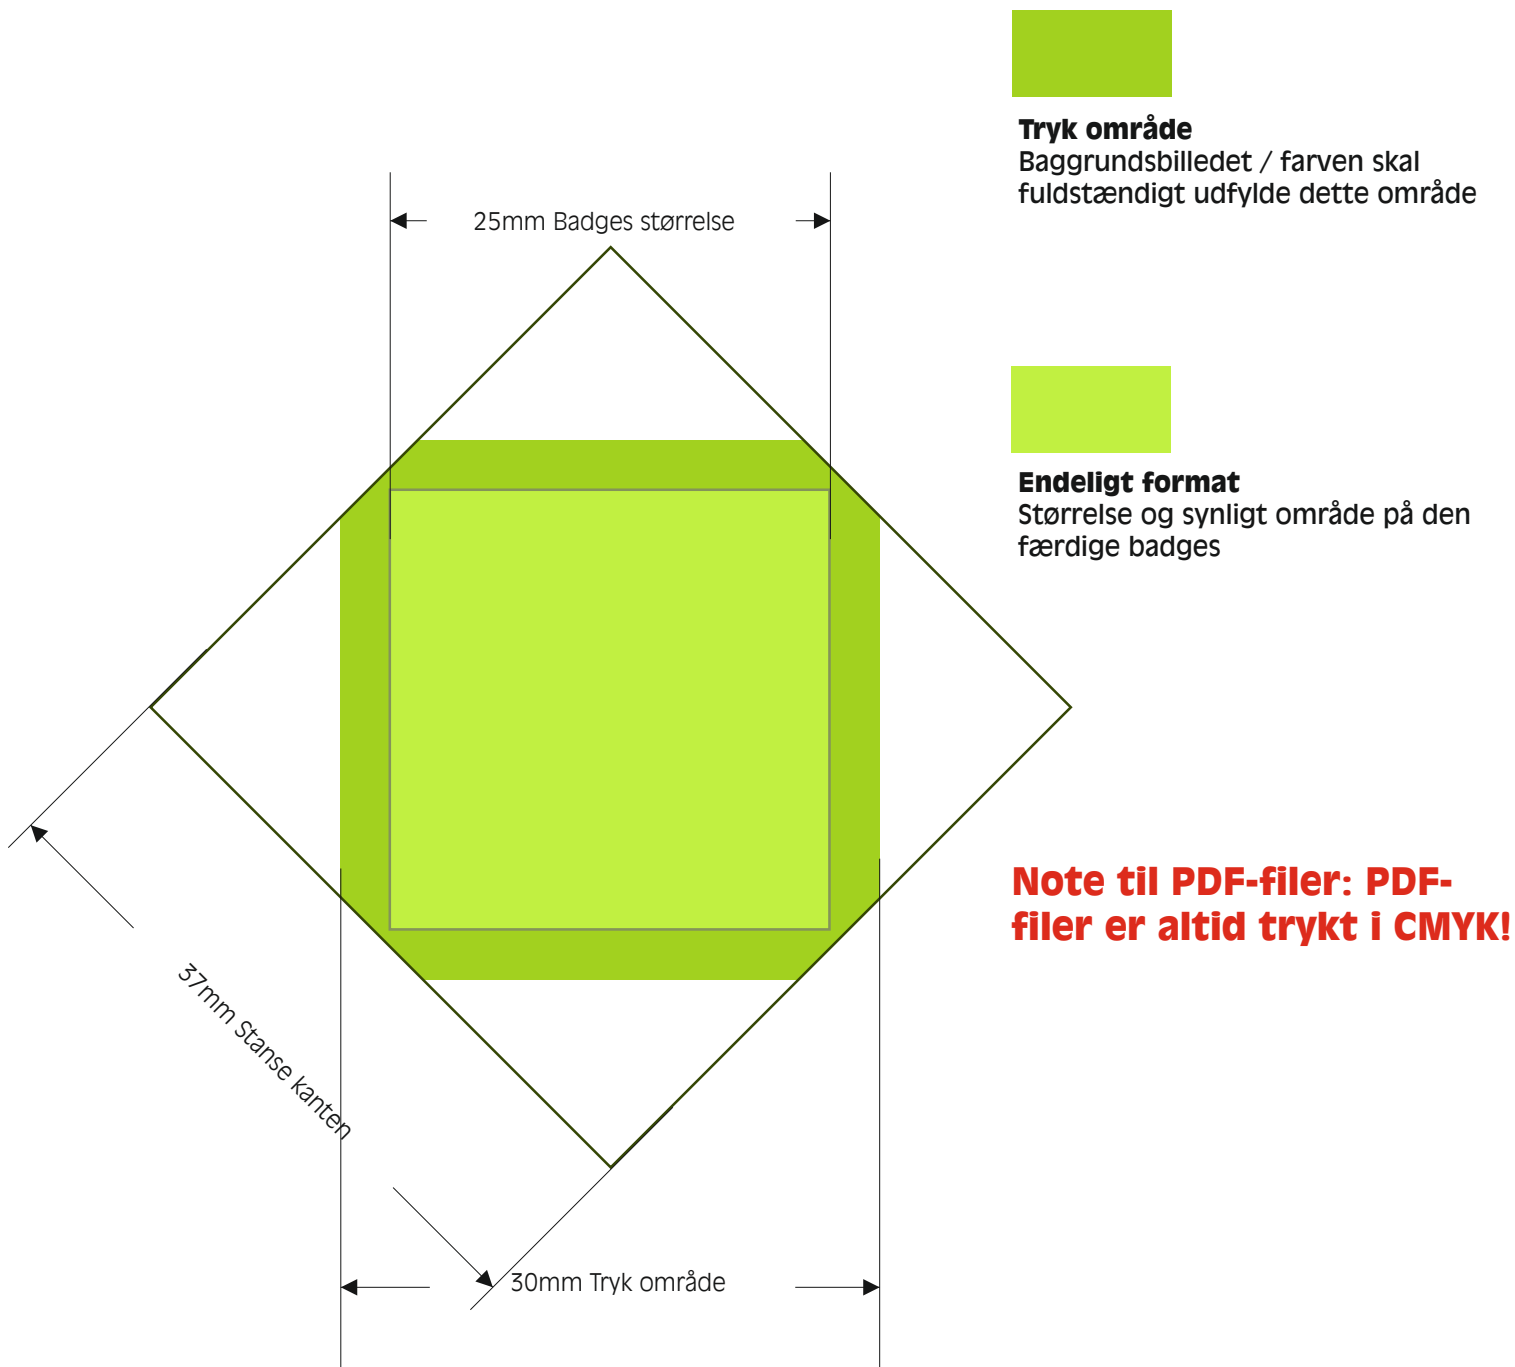 Tryk område
Baggrundsbilledet / farven skal
fuldstændigt udfylde dette område
25mm Badges størrelse
Endeligt format
Størrelse og synligt område på den
færdige badges
Note til PDF-filer: PDF-
filer er altid trykt i CMYK!
37mm Stanse kanten
30mm Tryk område